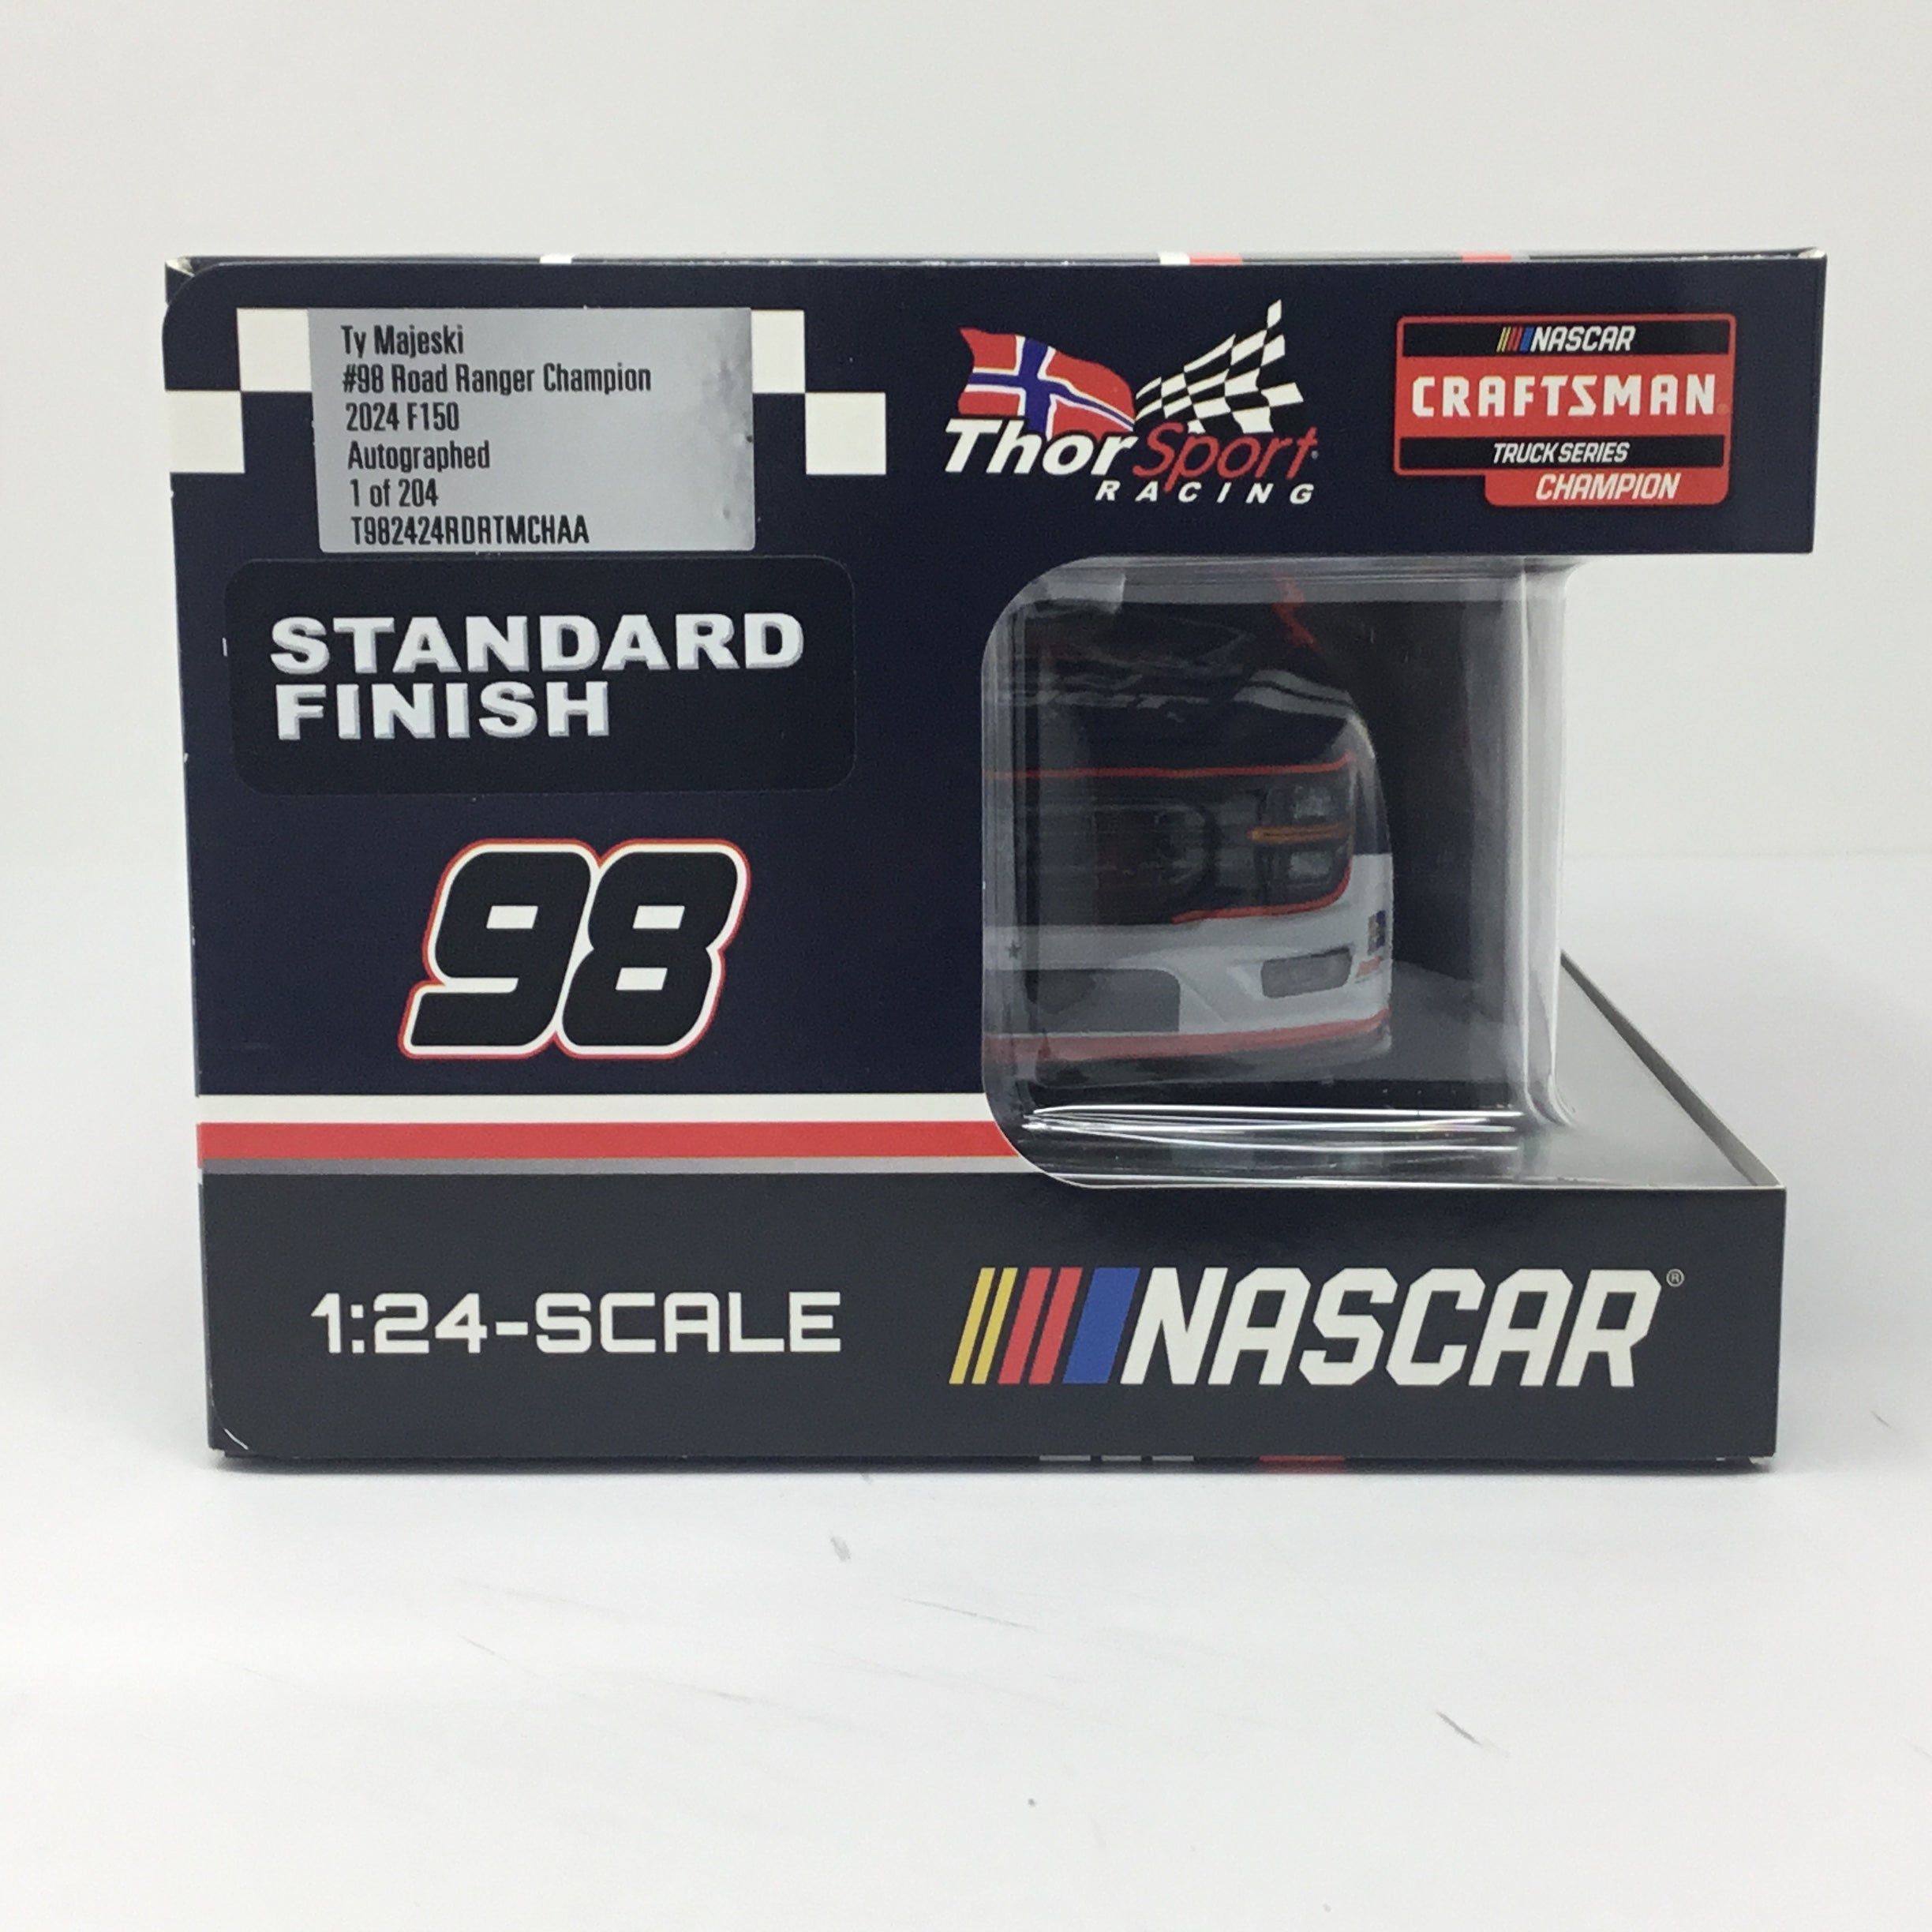 Ty Majeski
#98 Road Ranger Champion
2024 F150
Autographed
1 of 204
T982424RDRTMCHAA
ThorSport®
RACING
NASCAR
CRAFTSMAN®
TRUCK SERIES
CHAMPION
STANDARD
FINISH
98
1:24-SCALE
NASCAR®